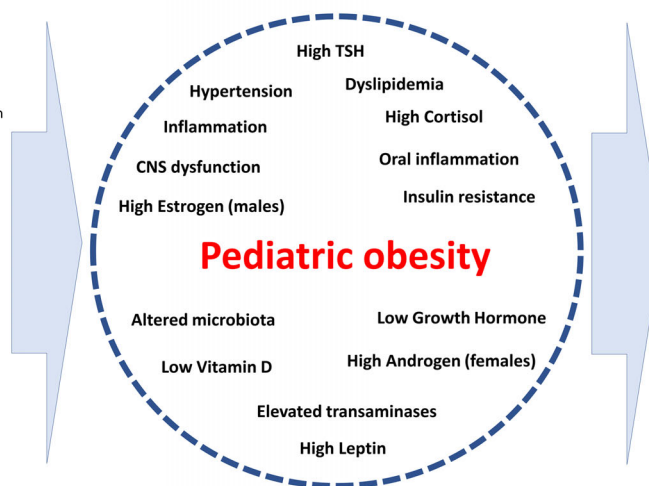 High TSH
Hypertension
Dyslipidemia
Inflammation
High Cortisol
CNS dysfunction
Oral inflammation
High Estrogen (males)
Insulin resistance
Pediatric obesity
Altered microbiota
Low Growth Hormone
Low Vitamin D
High Androgen (females)
Elevated transaminases
High Leptin